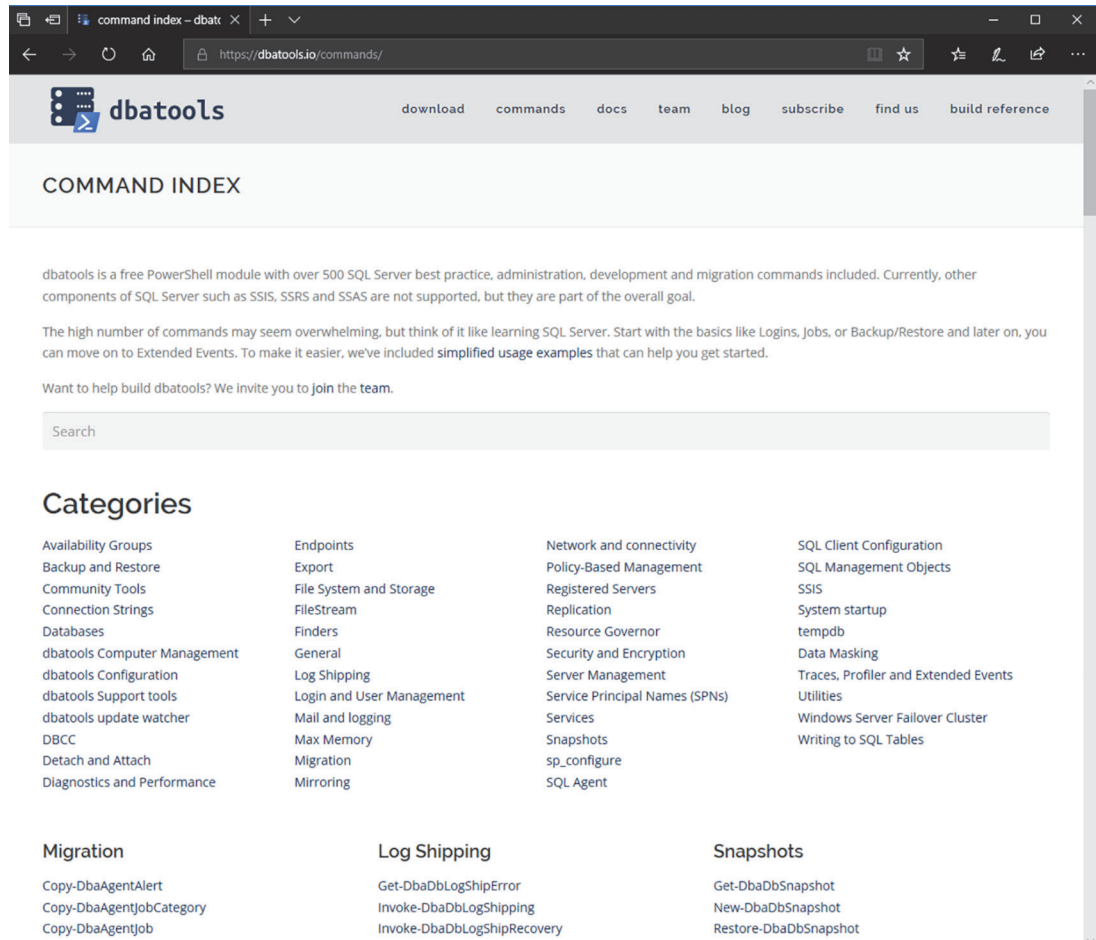 command index – dbatc
https://dbatools.io/commands/
dbatools
download commands docs team blog subscribe find us build reference
COMMAND INDEX
dbatools is a free PowerShell module with over 500 SQL Server best practice, administration, development and migration commands included. Currently, other
components of SQL Server such as SSIS, SSRS and SSAS are not supported, but they are part of the overall goal.
The high number of commands may seem overwhelming, but think of it like learning SQL Server. Start with the basics like Logins, Jobs, or Backup/Restore and later on, you
can move on to Extended Events. To make it easier, we've included simplified usage examples that can help you get started.
Want to help build dbatools? We invite you to join the team.
Search
Categories
Availability Groups
Backup and Restore
Community Tools
Connection Strings
Databases
dbatools Computer Management
dbatools Configuration
dbatools Support tools
dbatools update watcher
DBCC
Detach and Attach
Diagnostics and Performance
Endpoints
Export
File System and Storage
FileStream
Finders
General
Log Shipping
Login and User Management
Mail and logging
Max Memory
Migration
Mirroring
Network and connectivity
Policy-Based Management
Registered Servers
Replication
Resource Governor
Security and Encryption
Server Management
Service Principal Names (SPNs)
Services
Snapshots
sp_configure
SQL Agent
SQL Client Configuration
SQL Management Objects
SSIS
System startup
tempdb
Data Masking
Traces, Profiler and Extended Events
Utilities
Windows Server Failover Cluster
Writing to SQL Tables
Migration
Copy-DbaAgentAlert
Copy-DbaAgentJobCategory
Copy-DbaAgentJob
Log Shipping
Get-DbaDbLogShipError
Invoke-DbaDbLogShipping
Invoke-DbaDbLogShipRecovery
Snapshots
Get-DbaDbSnapshot
New-DbaDbSnapshot
Restore-DbaDbSnapshot